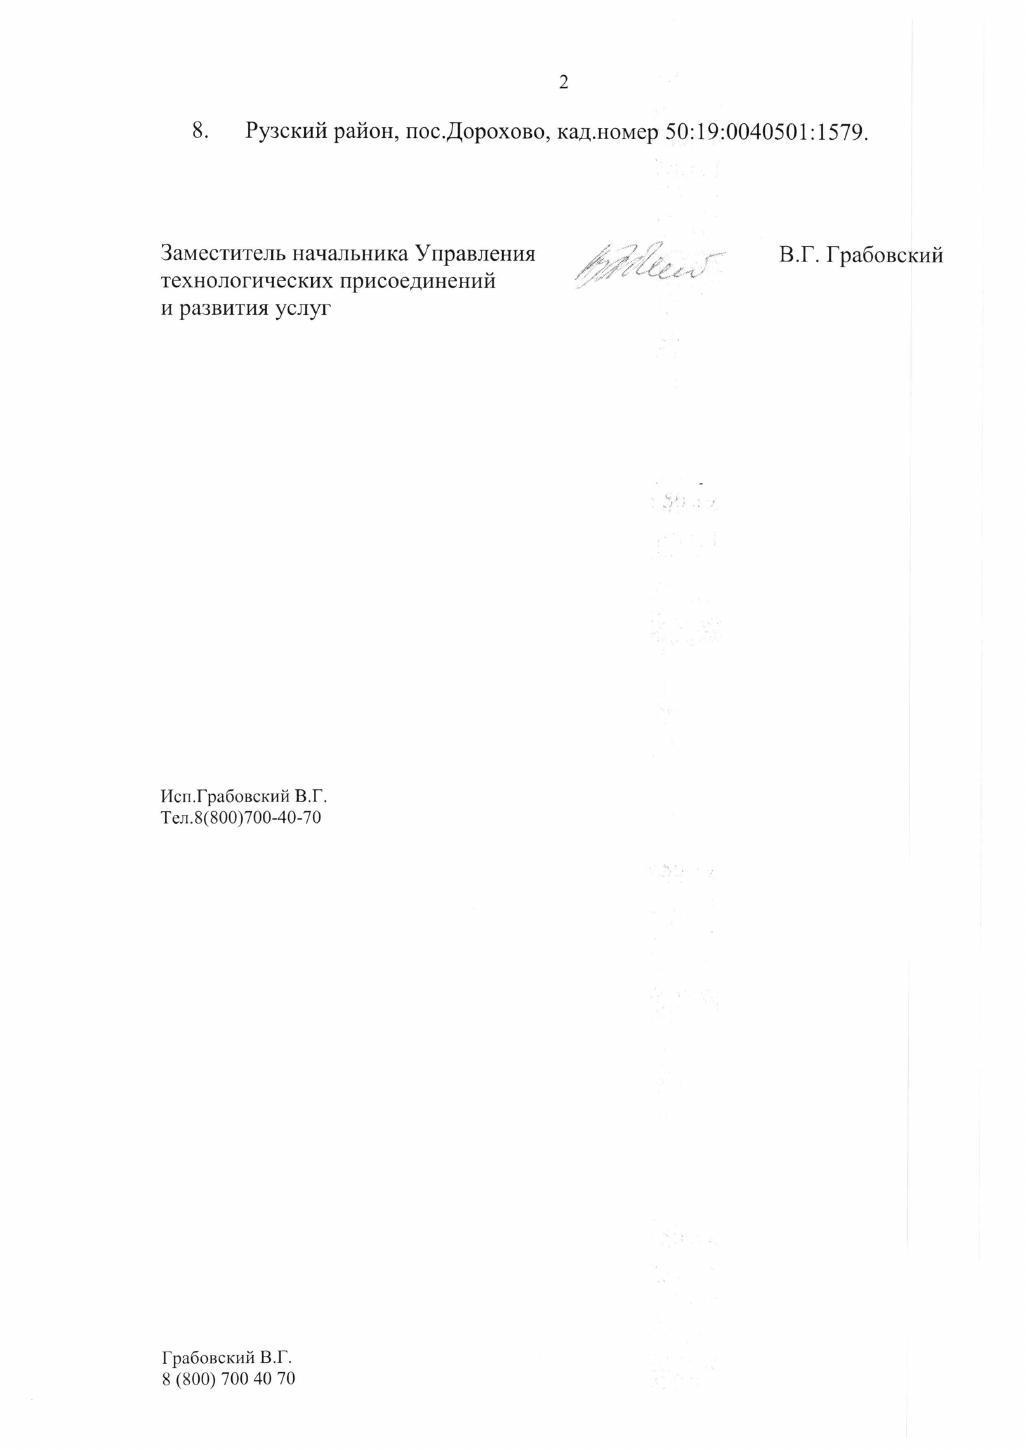 2
8. Рузский район, пос.Дорохово, кад.номер 50:19:0040501:1579.
Заместитель начальника Управления
технологических присоединений
и развития услуг
В.Г. Грабовский
Исп.Грабовский В.Г.
Тел.8(800)700-40-70
Грабовский В.Г.
8 (800) 700 40 70